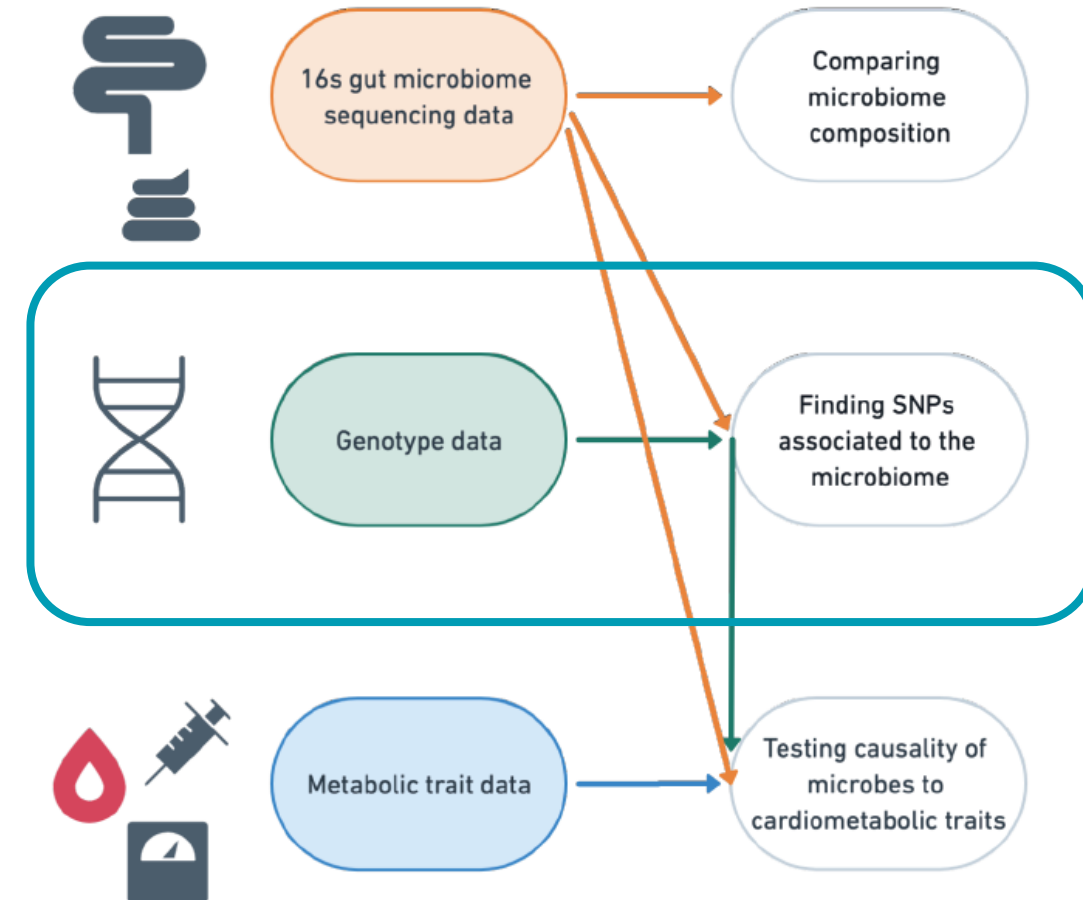 16s gut microbiome
sequencing data
Comparing
microbiome
composition
Genotype data
Finding SNPs
associated to the
microbiome
Metabolic trait data
Testing causality of
microbes to
cardiometabolic traits